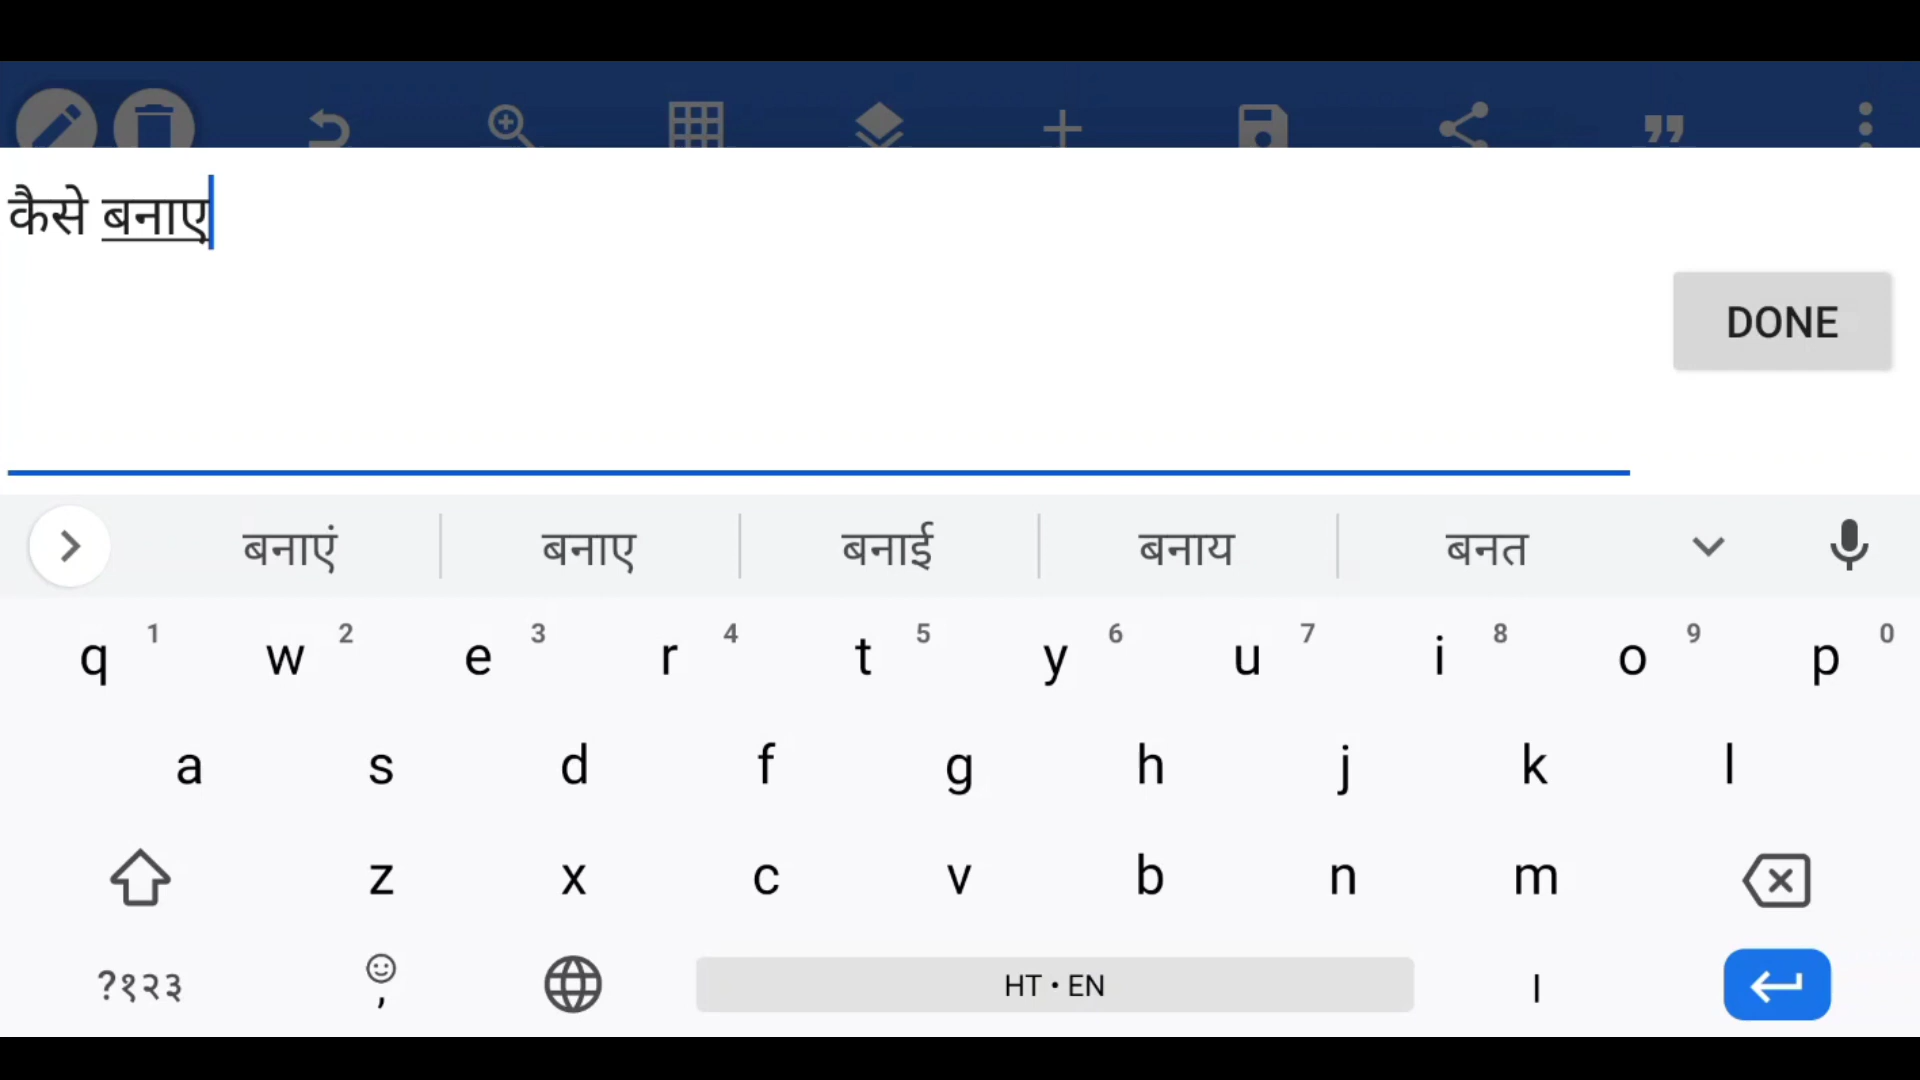 कैसे बनाए
DONE
बनाएं बनाए बनाई बनाय बनत
q 1 w 2 e 3 r 4 t 5 y 6 u 7 i 8 o 9 p 0
a s d f g h j k l
z x c v b n m
?१२३ , HT • EN ।